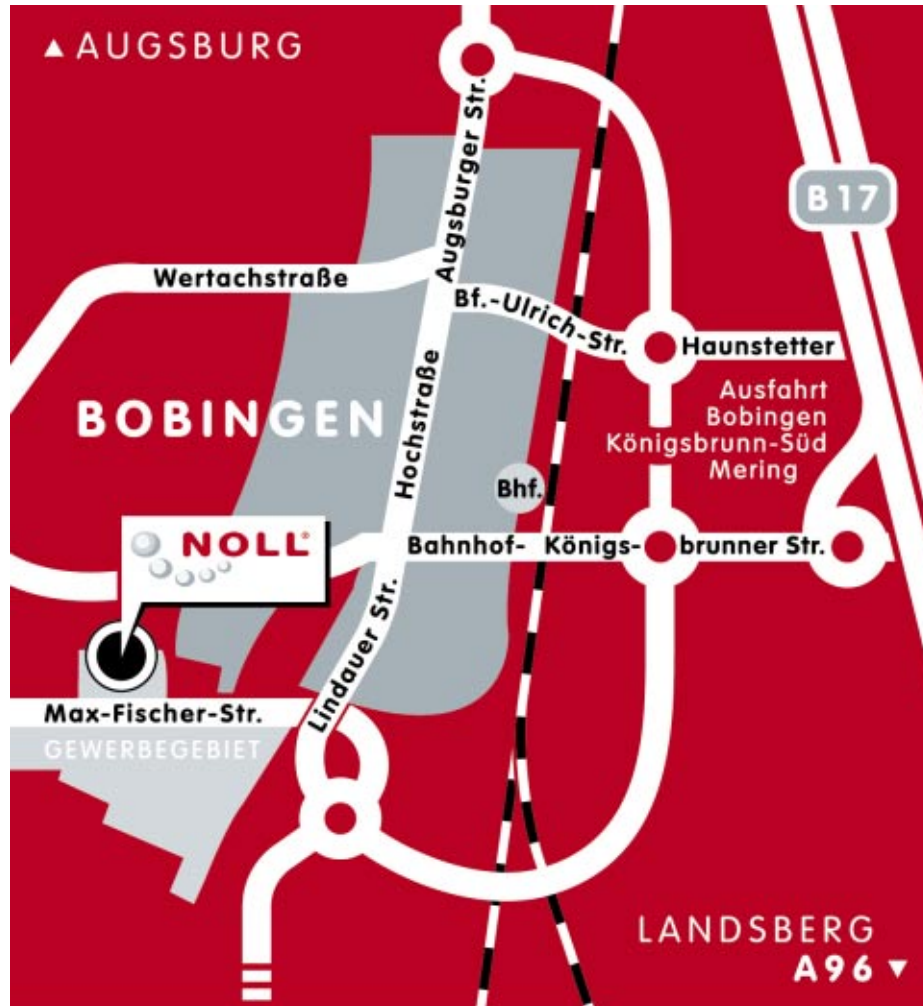 ▲ AUGSBURG
Augsburger Str.
B 17
Wertachstraße
Bf.-Ulrich-Str.
Haunstetter
Ausfahrt
Bobingen
Königsbrunn-Süd
Mering
BOBINGEN
Hochstraße
Bhf.
NOLL®
Bahnhof- Königs- brunner Str.
Lindauer Str.
Max-Fischer-Str.
GEWERBEGEBIET
LANDSBERG
A96 ▼